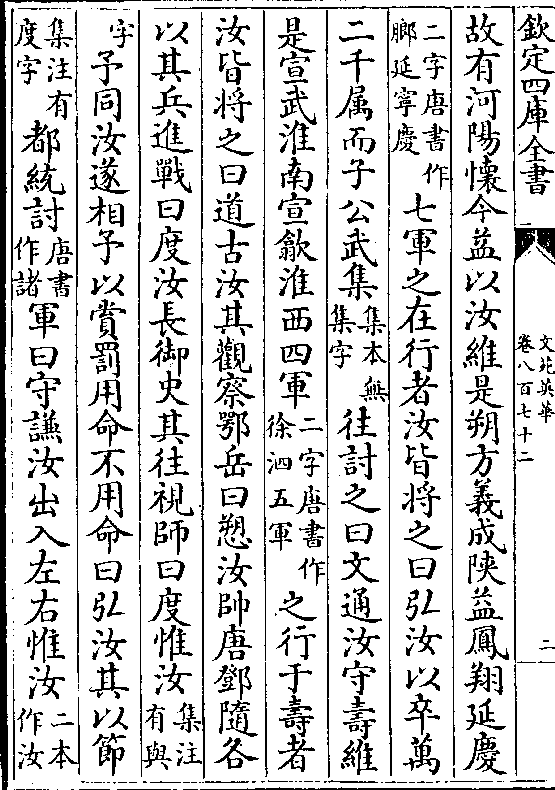 欽定四庫全書
文苑英華
卷八百七十二
二
故有河陽懷今益以汝維是朔方義成陝益鳳翔延慶
二字唐書作鄜延寧慶七軍之在行者汝皆將之曰弘汝以卒萬
二千属而子公武集集本無集字往討之曰文通汝守壽維
是宣武淮南宣歙淮西四軍二字唐書作徐泗五軍之行于壽者
汝皆將之曰道古汝其觀察鄂岳曰愬汝帥唐鄧隨各
以其兵進戰曰度汝長御史其往視師曰度惟汝集注有與
字予同汝遂相予以賞罰用命不用命曰弘汝其以節
集注有度字都統討唐書作諸軍曰守謙汝出入左右惟汝二本作汝